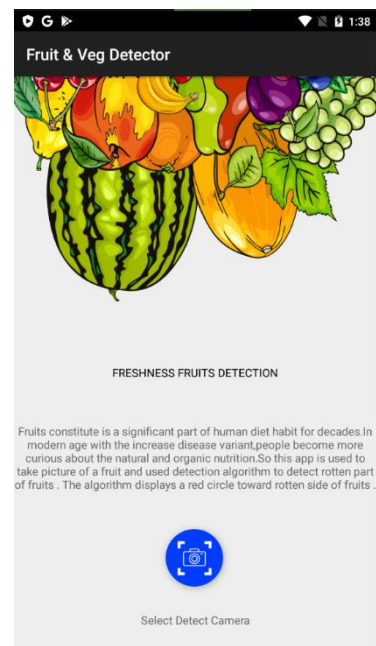 1:38
Fruit & Veg Detector
FRESHNESS FRUITS DETECTION
Fruits constitute is a significant part of human diet habit for decades.In
modern age with the increase disease variant,people become more
curious about the natural and organic nutrition.So this app is used to
take picture of a fruit and used detection algorithm to detect rotten part
of fruits . The algorithm displays a red circle toward rotten side of fruits .
Select Detect Camera